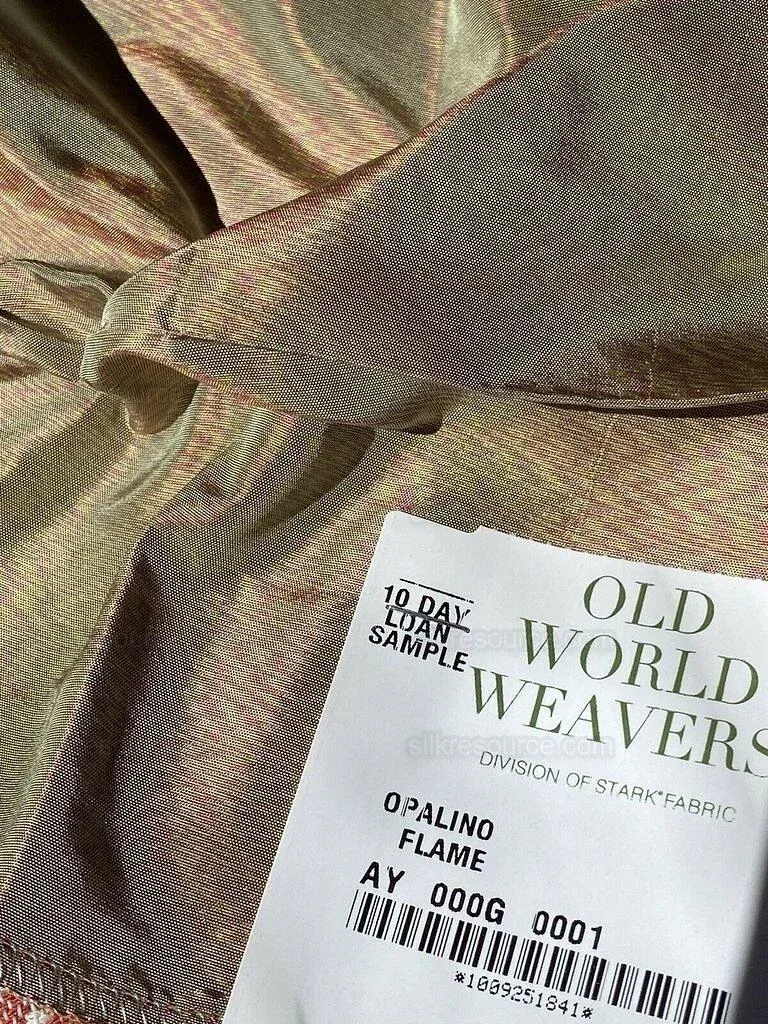 10 DAY
LOAN
SAMPLE
OLD
WORLD
WEAVERS
DIVISION OF STARK® FABRIC
silkresource.com
OPALINO
FLAME
AY 000G 0001
*1009251841*